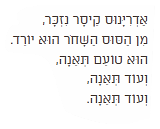 אַדְרִיָנוּס קֵיסָר נִזְכָּר,
מִן הַסּוּס הַשָּׁחֹר הוּא יוֹרֵד.
הוּא טוֹעֵם תְּאֵנָה,
וְעוֹד תְּאֵנָה,
וְעוֹד תְּאֵנָה.